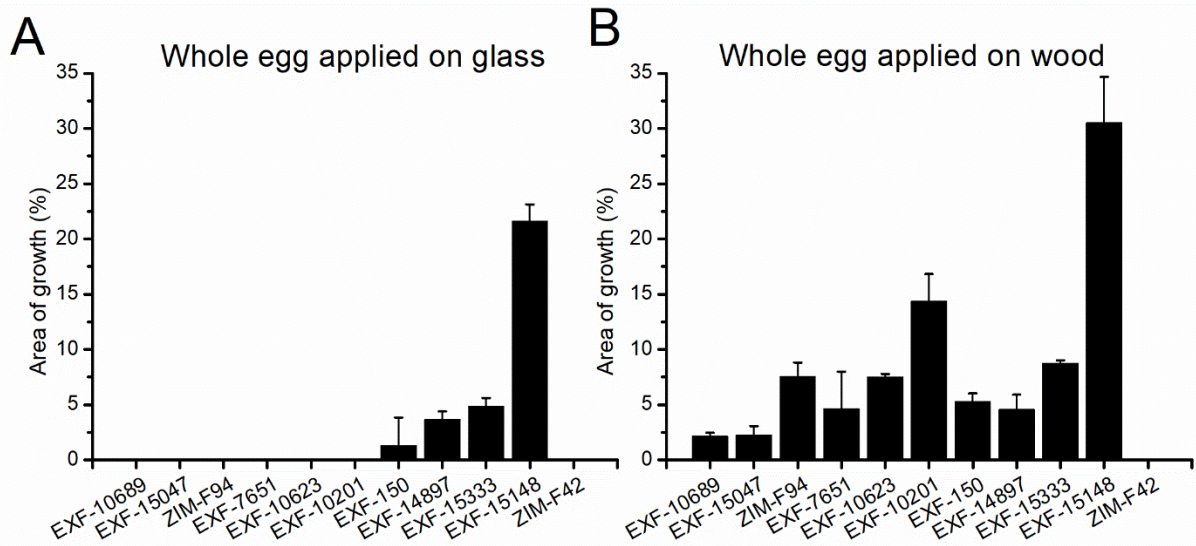 A
Whole egg applied on glass
Area of growth (%)
35
30
25
20
15
10
5
0
EXF-10689
EXF-15047
ZIM-F94
EXF-7651
EXF-10623
EXF-10201
EXF-150
EXF-14897
EXF-15333
EXF-15148
ZIM-F42
B
Whole egg applied on wood
Area of growth (%)
35
30
25
20
15
10
5
0
EXF-10689
EXF-15047
ZIM-F94
EXF-7651
EXF-10623
EXF-10201
EXF-150
EXF-14897
EXF-15333
EXF-15148
ZIM-F42